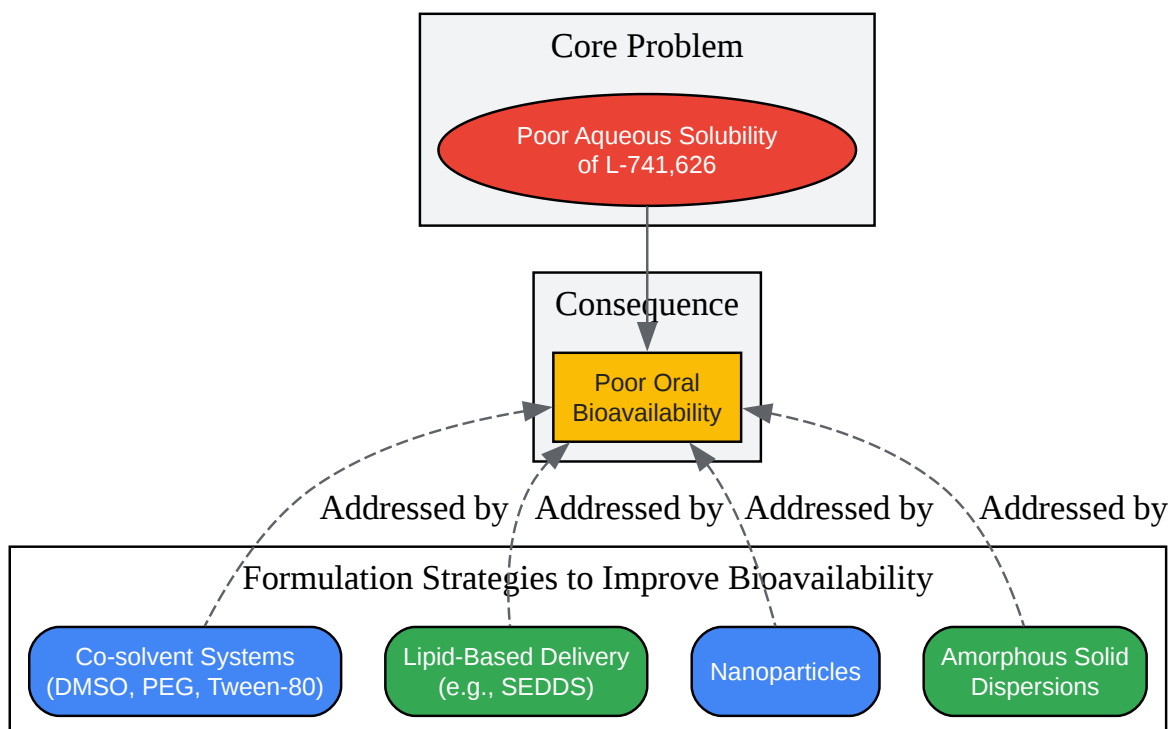 Core Problem
Poor Aqueous Solubility
of L-741,626
Consequence
Poor Oral
Bioavailability
Addressed by
Addressed by
Addressed by
Addressed by
Formulation Strategies to Improve Bioavailability
Co-solvent Systems
(DMSO, PEG, Tween-80)
Lipid-Based Delivery
(e.g., SEDDS)
Nanoparticles
Amorphous Solid
Dispersions